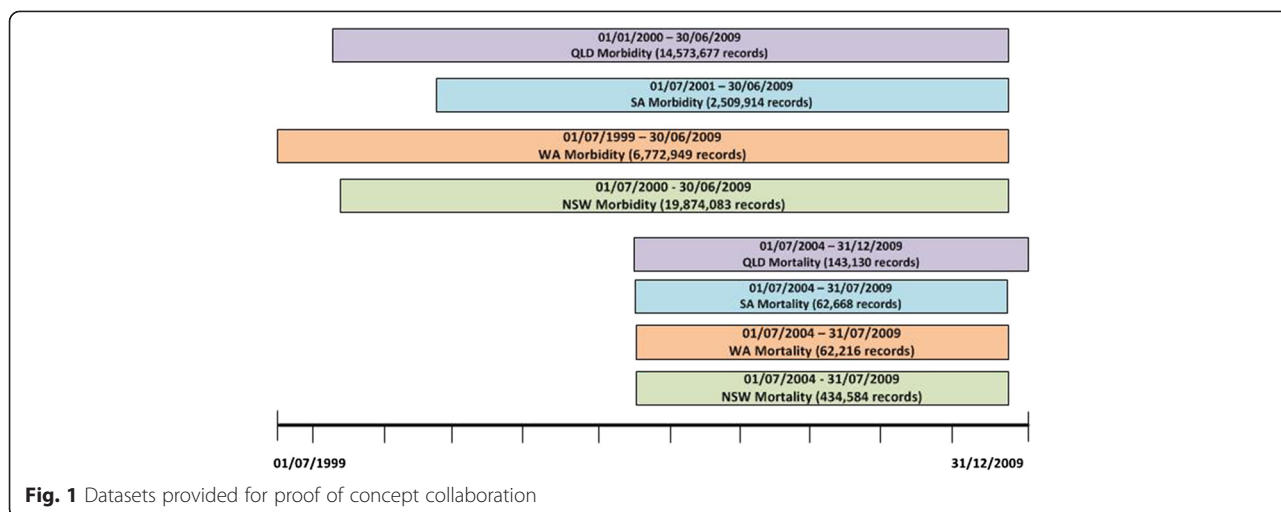 01/01/2000 – 30/06/2009
QLD Morbidity (14,573,677 records)
01/07/2001 – 30/06/2009
SA Morbidity (2,509,914 records)
01/07/1999 – 30/06/2009
WA Morbidity (6,772,949 records)
01/07/2000 - 30/06/2009
NSW Morbidity (19,874,083 records)
01/07/2004 – 31/12/2009
QLD Mortality (143,130 records)
01/07/2004 – 31/07/2009
SA Mortality (62,668 records)
01/07/2004 – 31/07/2009
WA Mortality (62,216 records)
01/07/2004 - 31/07/2009
NSW Mortality (434,584 records)
01/07/1999 31/12/2009
Fig. 1 Datasets provided for proof of concept collaboration